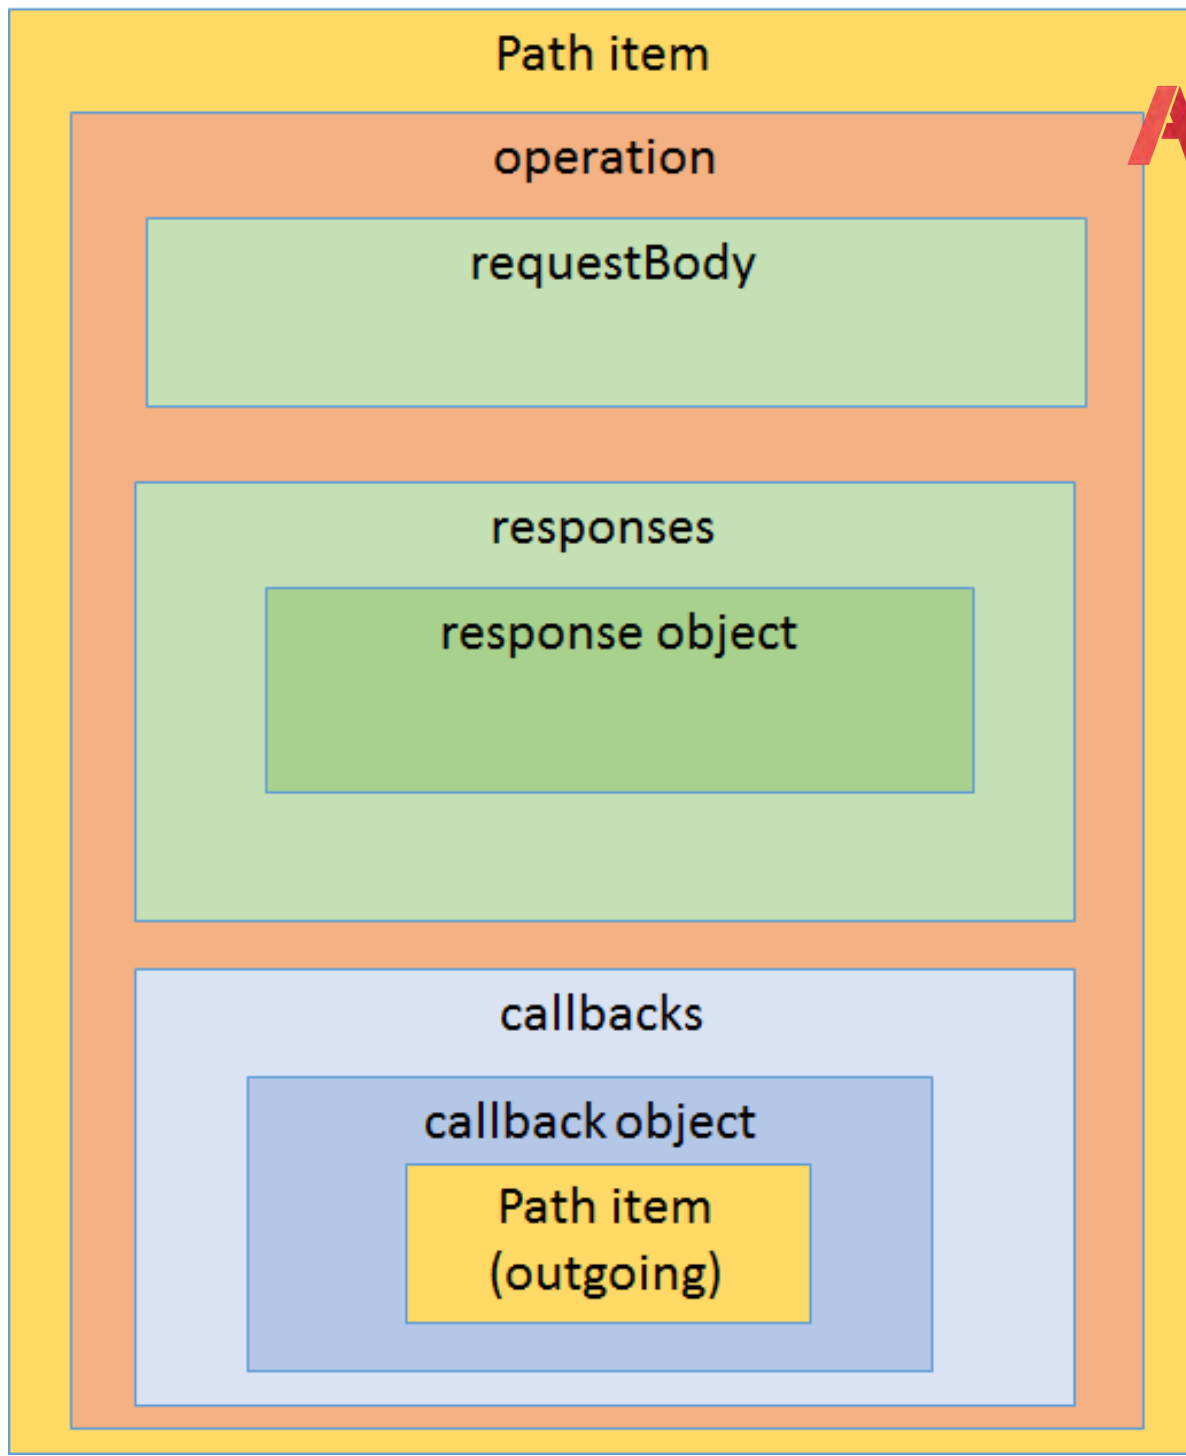 Path item
operation
requestBody
responses
response object
callbacks
callback object
Path item
(outgoing)